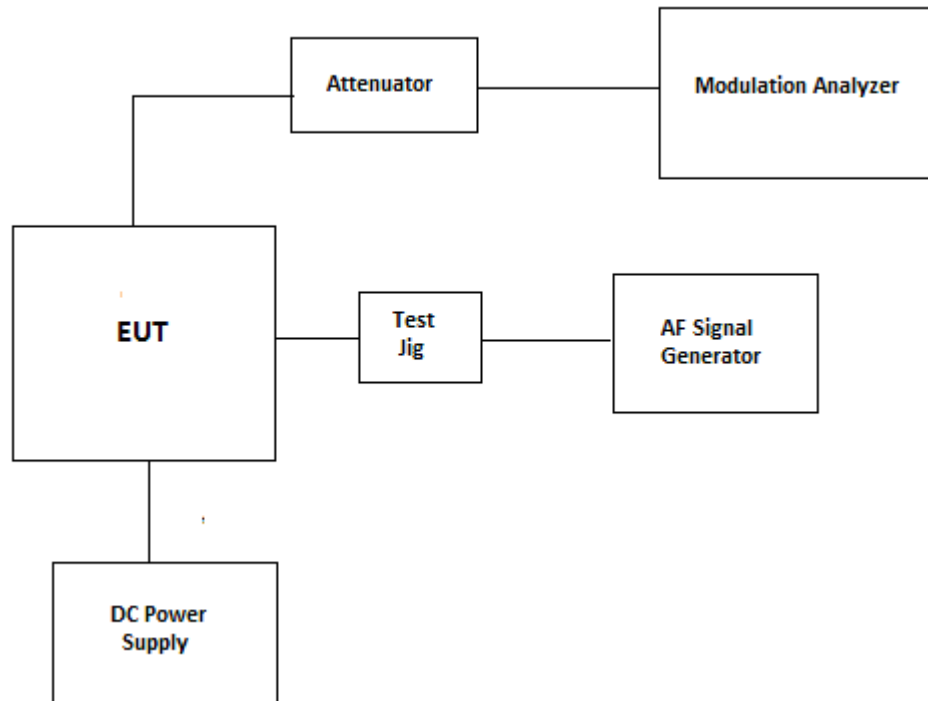 Attenuator
Modulation Analyzer
EUT
Test
Jig
AF Signal
Generator
DC Power
Supply